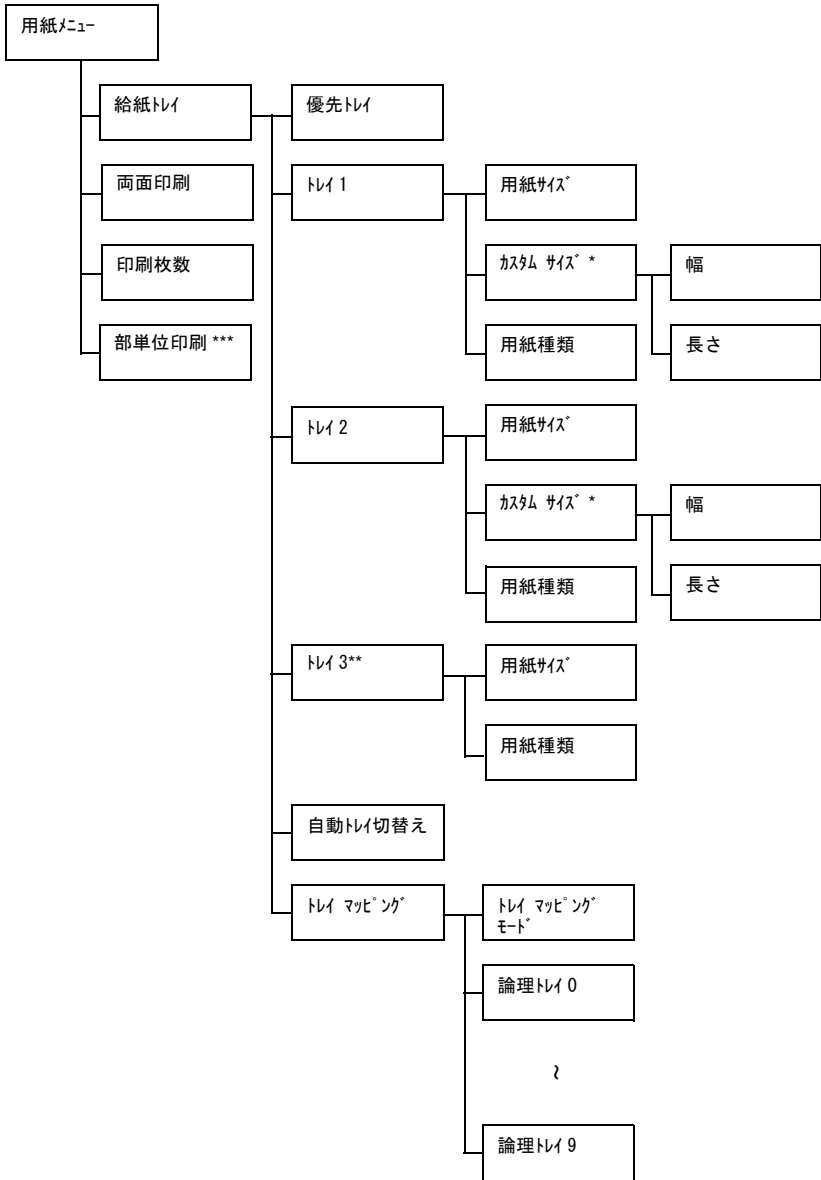 用紙ﾒﾆｭｰ
給紙ﾄﾚｲ
優先ﾄﾚｲ
両面印刷
ﾄﾚｲ 1
用紙ｻｲｽﾞ
印刷枚数
ｶｽﾀﾑ ｻｲｽﾞ *
幅
部単位印刷 ***
用紙種類
長さ
ﾄﾚｲ 2
用紙ｻｲｽﾞ
ｶｽﾀﾑ ｻｲｽﾞ *
幅
用紙種類
長さ
ﾄﾚｲ 3**
用紙ｻｲｽﾞ
用紙種類
自動ﾄﾚｲ切替え
ﾄﾚｲ ﾏｯﾋﾟﾝｸﾞ
ﾄﾚｲ ﾏｯﾋﾟﾝｸﾞ
ﾓｰﾄﾞ
論理ﾄﾚｲ 0
~
論理ﾄﾚｲ 9